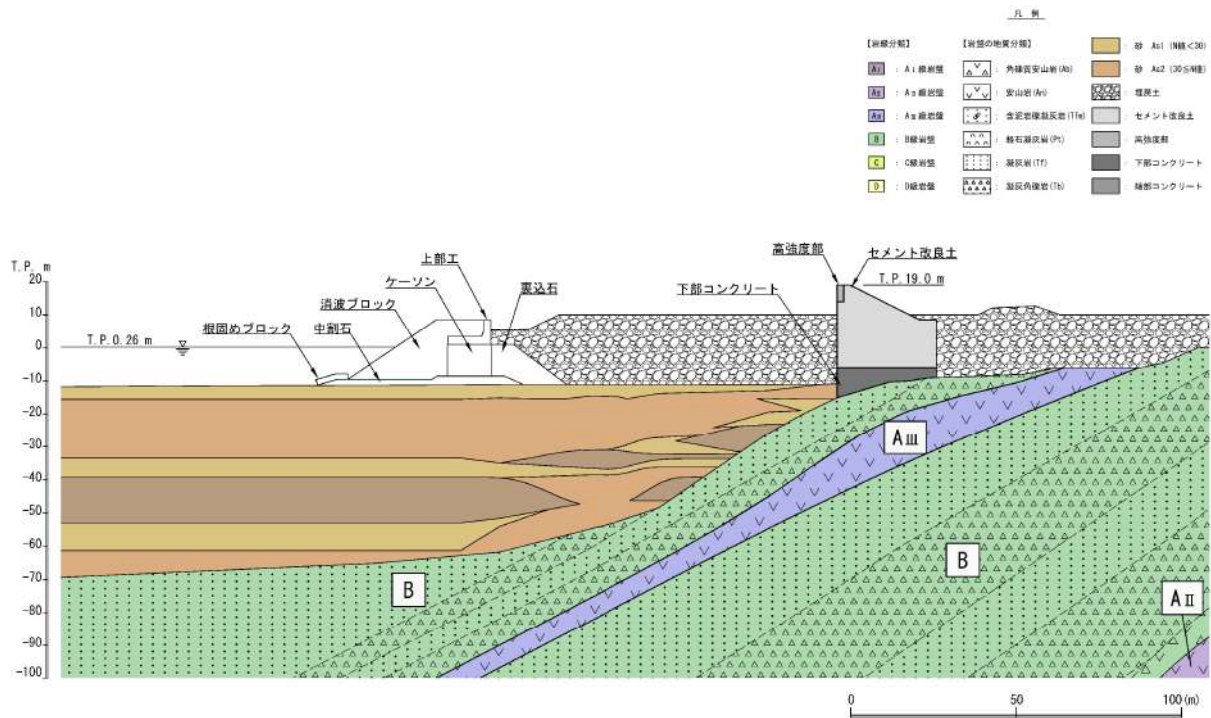 凡 例
【岩級分類】
AⅠ : AⅠ級岩盤
AⅡ : AⅡ級岩盤
AⅢ : AⅢ級岩盤
B : B級岩盤
C : C級岩盤
D : D級岩盤
【岩盤の地質分類】
: 角礫質安山岩(Ab)
: 安山岩(An)
: 含泥岩礫凝灰岩(Tfm)
: 軽石凝灰岩(Pt)
: 凝灰岩(Tf)
: 凝灰角礫岩(Tb)
: 砂 As1 (N値<30)
: 砂 As2 (30≦N値)
: 埋戻土
: セメント改良土
: 高強度部
: 下部コンクリート
: 端部コンクリート
T.P. m
20
10
0
-10
-20
-30
-40
-50
-60
-70
-80
-90
-100
T.P.0.26 m
根固めブロック
消波ブロック
中割石
ケーソン
上部工
裏込石
下部コンクリート
高強度部
セメント改良土
T.P.19.0 m
AⅢ
B
B
AⅡ
0 50 100(m)